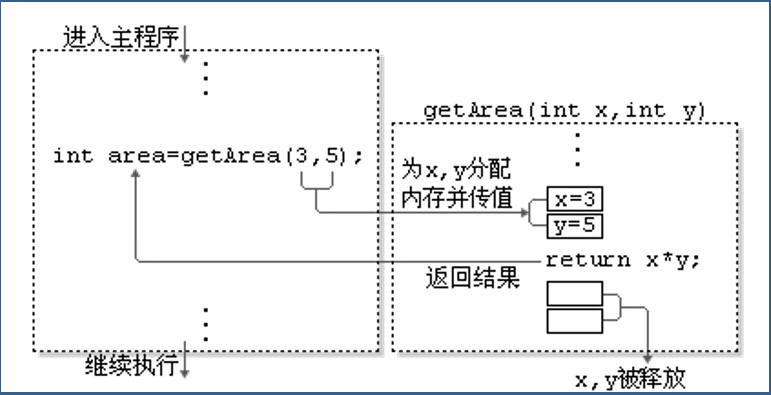 进入主程序
int area=getArea(3,5);
继续执行
getArea(int x,int y)
为x,y分配
内存并传值
x=3
y=5
return x*y;
返回结果
x,y被释放